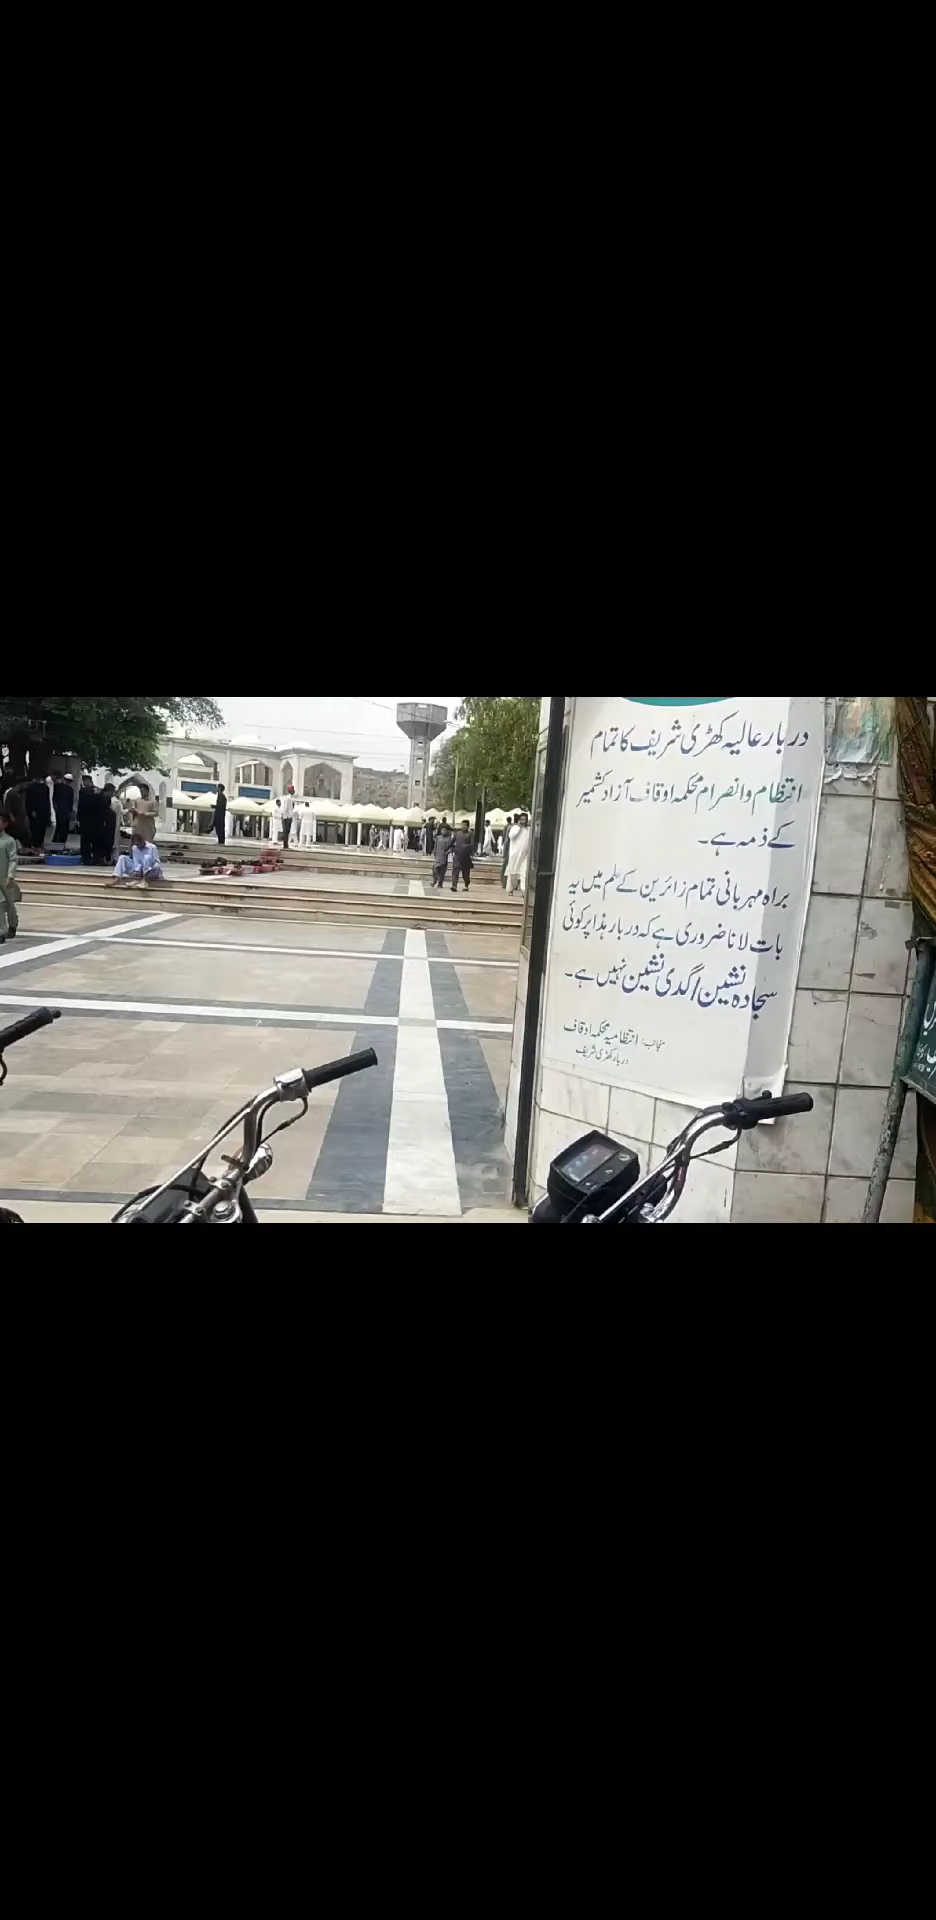 دربار عالیہ کھڑی شریف کا تمام
انتظام و انصرام محکمہ اوقاف آزاد کشمیر
کے ذمہ ہے۔
براہ مہربانی تمام زائرین کے علم میں یہ
بات لانا ضروری ہے کہ دربار ہذا پر کوئی
سجادہ نشین/گدی نشین نہیں ہے۔
منجانب: انتظامیہ محکمہ اوقاف
دربار کھڑی شریف